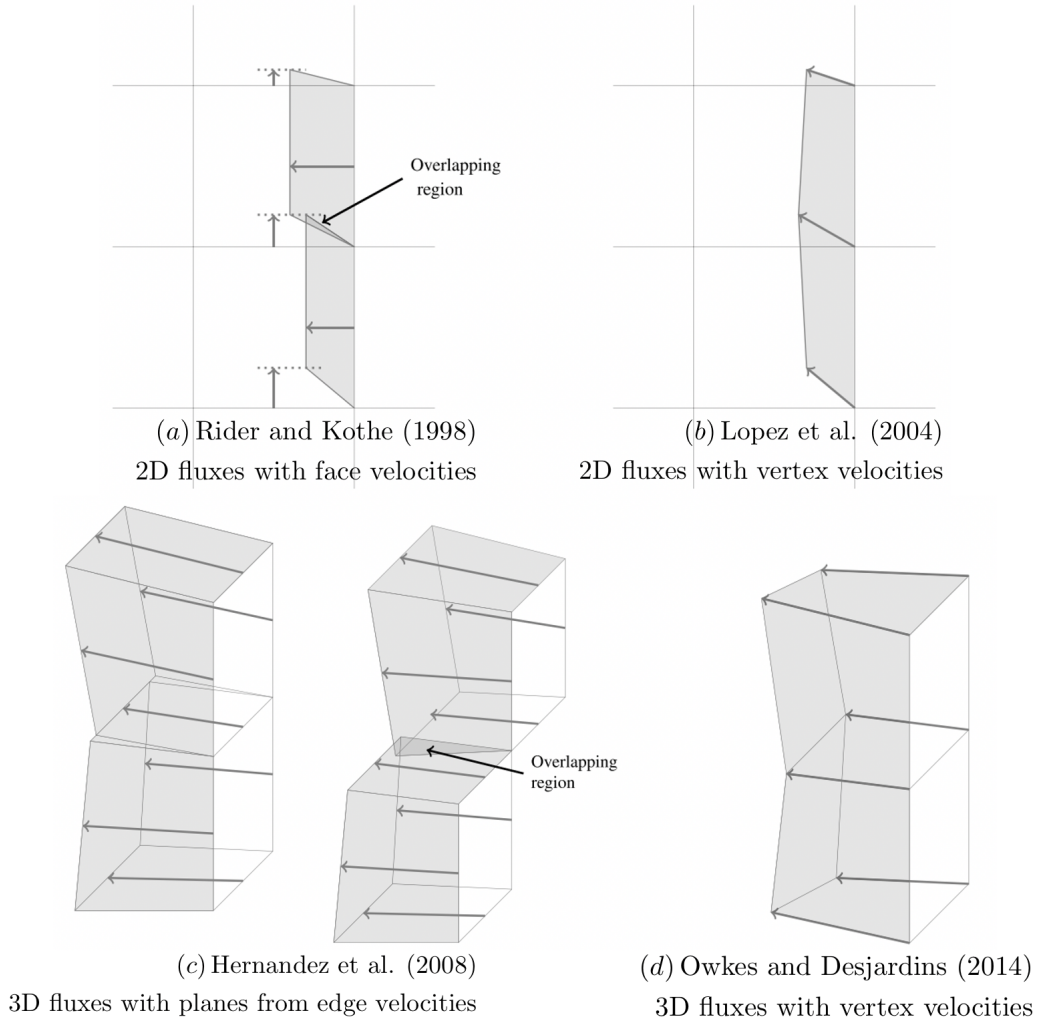 Overlapping
region
(a) Rider and Kothe (1998)
2D fluxes with face velocities
(b) Lopez et al. (2004)
2D fluxes with vertex velocities
Overlapping
region
(c) Hernandez et al. (2008)
3D fluxes with planes from edge velocities
(d) Owkes and Desjardins (2014)
3D fluxes with vertex velocities